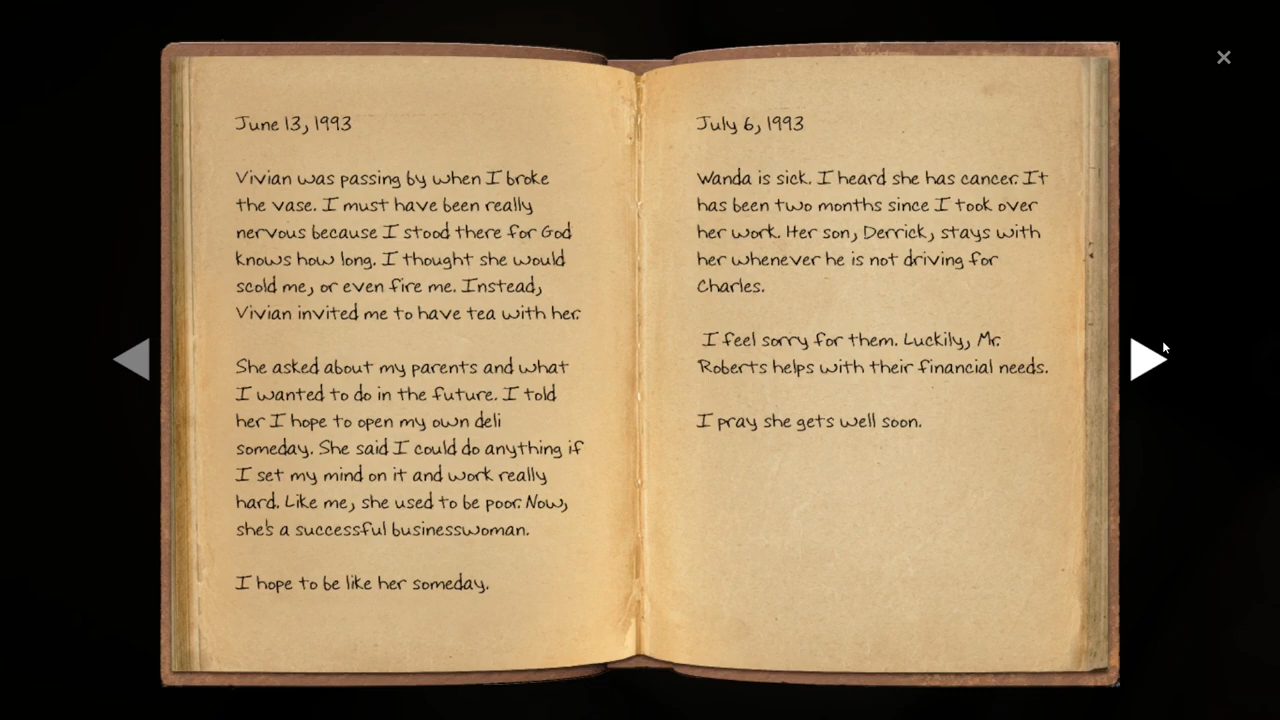 June 13, 1993
Vivian was passing by when I broke
the vase. I must have been really
nervous because I stood there for God
knows how long. I thought she would
scold me, or even fire me. Instead,
Vivian invited me to have tea with her.
She asked about my parents and what
I wanted to do in the future. I told
her I hope to open my own deli
someday. She said I could do anything if
I set my mind on it and work really
hard. Like me, she used to be poor. Now,
she's a successful businesswoman.
I hope to be like her someday.
July 6, 1993
Wanda is sick. I heard she has cancer. It
has been two months since I took over
her work. Her son, Derrick, stays with
her whenever he is not driving for
Charles.
I feel sorry for them. Luckily, Mr.
Roberts helps with their financial needs.
I pray she gets well soon.